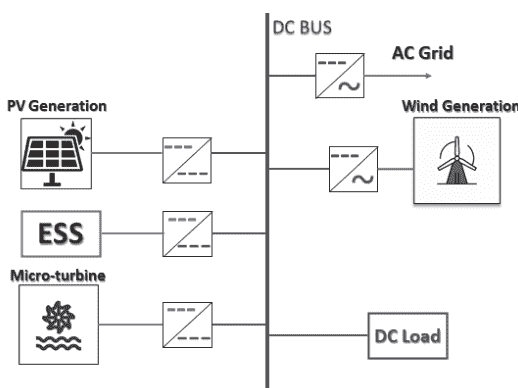 DC BUS
AC Grid
PV Generation
Wind Generation
ESS
Micro-turbine
DC Load